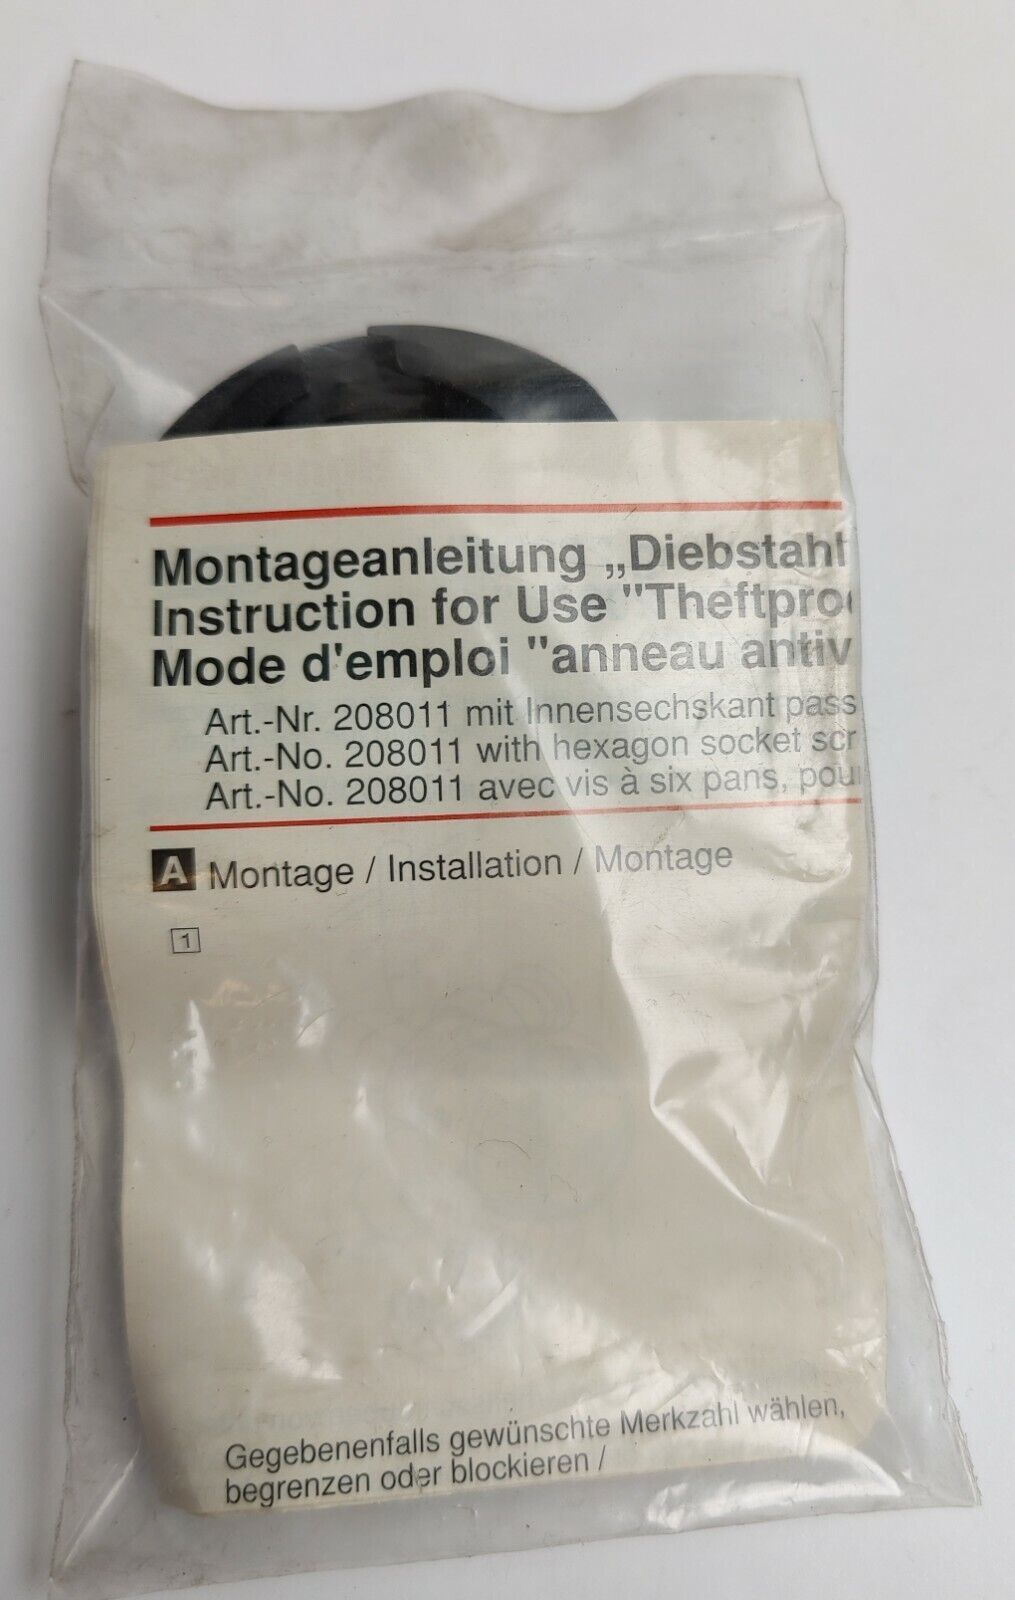 Montageanleitung „Diebstahl
Instruction for Use "Theftproo
Mode d'emploi "anneau antiv
Art.-Nr. 208011 mit Innensechskant pass
Art.-No. 208011 with hexagon socket scr
Art.-No. 208011 avec vis à six pans, pour
A Montage / Installation / Montage
1
Gegebenenfalls gewünschte Merkzahl wählen,
begrenzen oder blockieren /